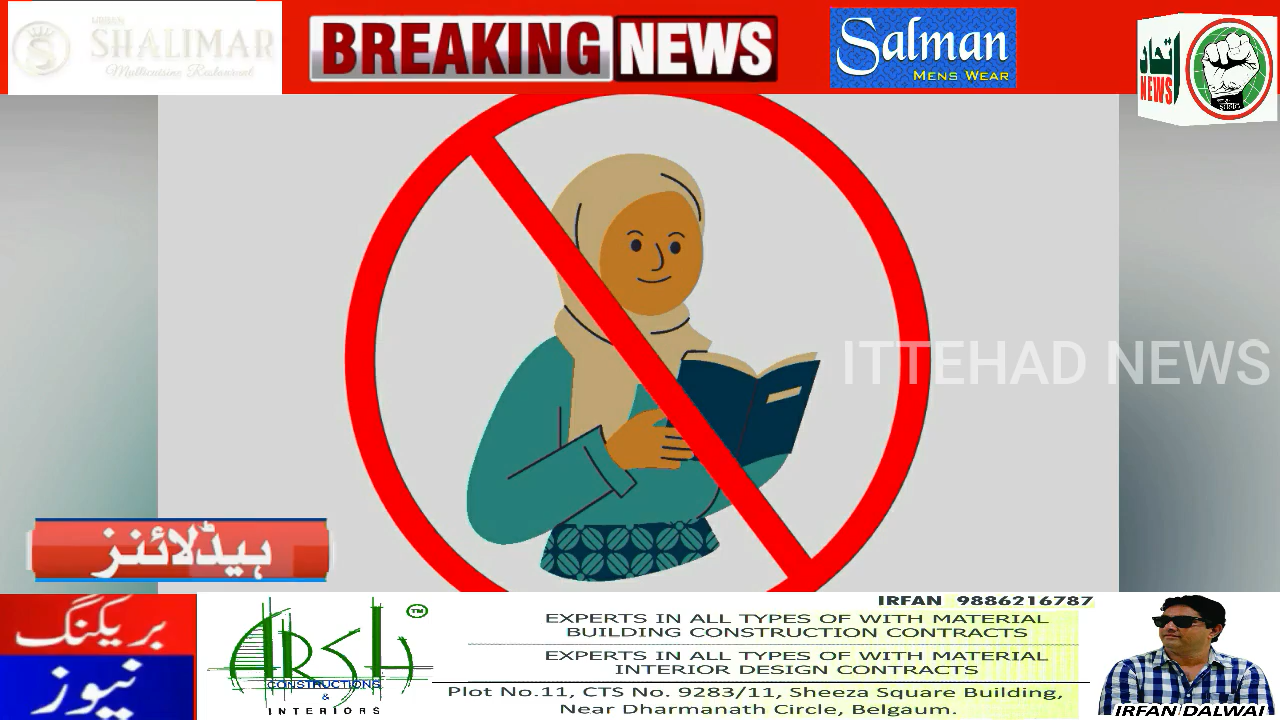 URBAN
SHALIMAR
Multicuisine Restaurant
BREAKING NEWS
Salman
MENS WEAR
اتحاد
NEWS
ITTEHAD NEWS
ہیڈلائنز
بریکنگ
نیوز
ARSH
TM
CONSTRUCTIONS
&
INTERIORS
IRFAN 9886216787
EXPERTS IN ALL TYPES OF WITH MATERIAL
BUILDING CONSTRUCTION CONTRACTS
EXPERTS IN ALL TYPES OF WITH MATERIAL
INTERIOR DESIGN CONTRACTS
Plot No.11, CTS No. 9283/11, Sheeza Square Building,
Near Dharmanath Circle, Belgaum.
IRFAN DALWAI